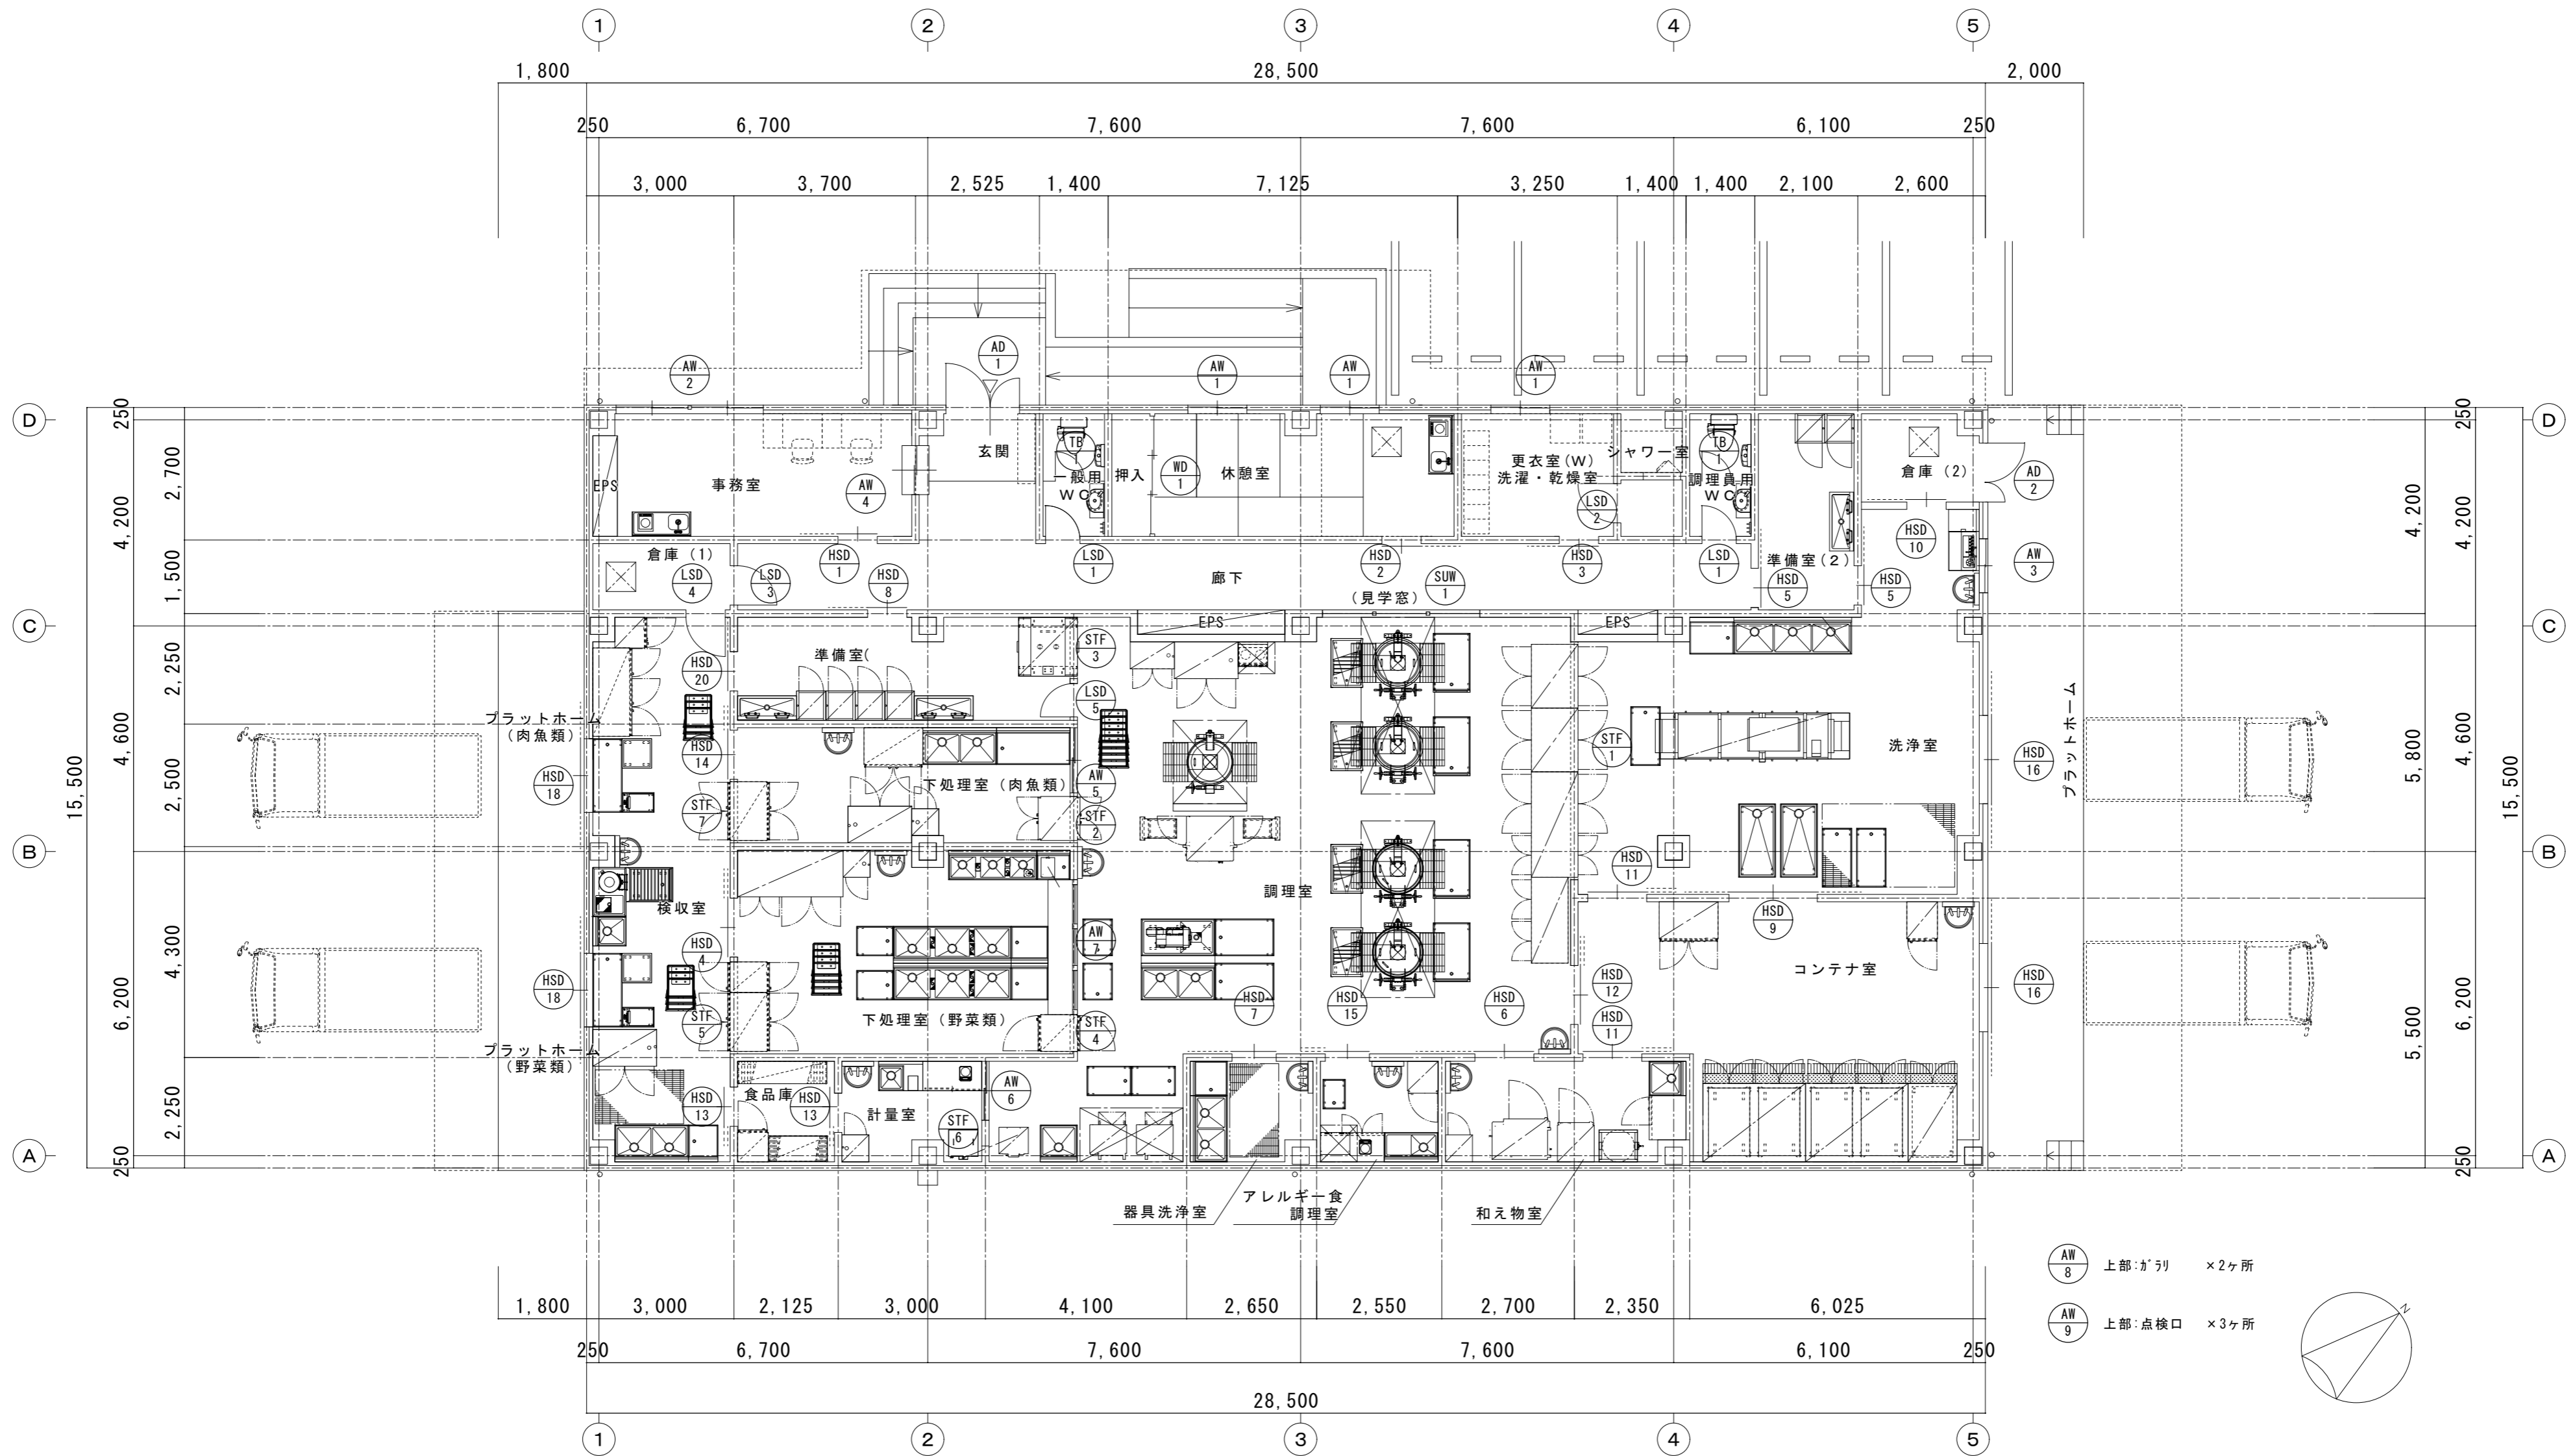 1 2 3 4 5
1,800 28,500 2,000
250 6,700 7,600 7,600 6,100 250
3,000 3,700 2,525 1,400 7,125 3,250 1,400 1,400 2,100 2,600
AD
1
AW
2
AW
1
AW
1
AW
1
D
250
250
D
2,700
4,200
1,500
15,500
EPS
事務室
AW
4
玄関
TB
1
一般用
WC
押入
WD
1
休憩室
更衣室(W)
洗濯・乾燥室
シャワー室
LSD
2
TB
1
調理員用
WC
倉庫(2)
AD
2
4,200
4,200
倉庫(1)
LSD
4
LSD
3
HSD
1
HSD
8
LSD
1
廊下
HSD
2
(見学窓)
SUW
1
HSD
3
LSD
1
準備室(2)
HSD
5
HSD
5
HSD
10
AW
3
C
C
2,250
4,600
2,500
EPS
EPS
準備室(
STF
3
HSD
20
LSD
5
プラットホーム
(肉魚類)
HSD
14
HSD
18
STF
7
下処理室(肉魚類)
AW
5
STF
2
STF
1
洗浄室
HSD
16
プラットホーム
5,800
4,600
15,500
B
B
4,300
6,200
検収室
HSD
4
HSD
18
STF
5
下処理室(野菜類)
AW
7
STF
4
調理室
HSD
7
HSD
15
HSD
6
HSD
11
HSD
12
HSD
11
HSD
9
コンテナ室
HSD
16
5,500
6,200
プラットホーム
(野菜類)
2,250
HSD
13
食品庫
HSD
13
計量室
STF
6
AW
6
A
250
250
A
器具洗浄室
アレルギー食
調理室
和え物室
AW
8
上部:ｶﾞﾗﾘ ×2ヶ所
AW
9
上部:点検口 ×3ヶ所
N
1,800 3,000 2,125 3,000 4,100 2,650 2,550 2,700 2,350 6,025
250 6,700 7,600 7,600 6,100 250
28,500
1 2 3 4 5